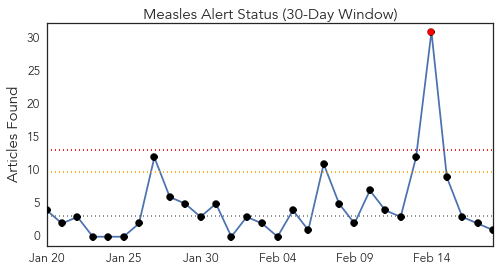 Measles Alert Status (30-Day Window)
Articles Found
30
25
20
15
10
5
0
Jan 20 Jan 25 Jan 30 Feb 04 Feb 09 Feb 14